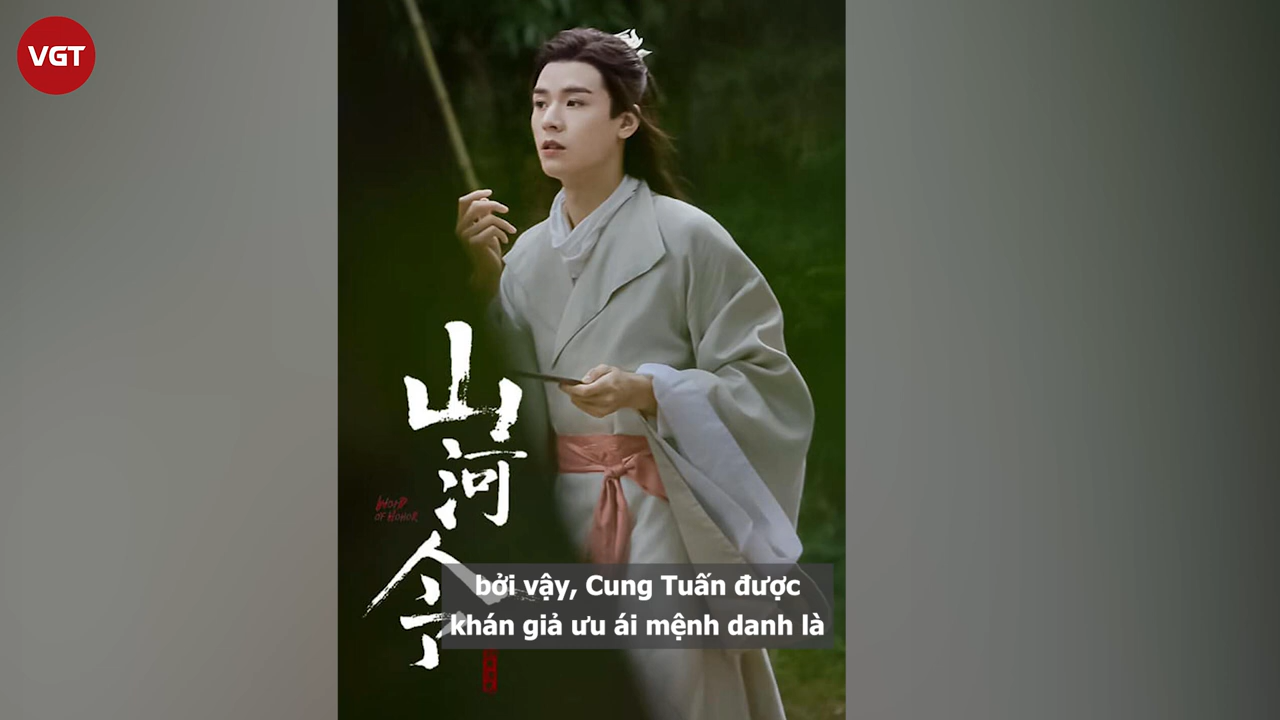 VGT
山河令
WORD
OF HONOR
bởi vậy, Cung Tuấn được
khán giả ưu ái mệnh danh là